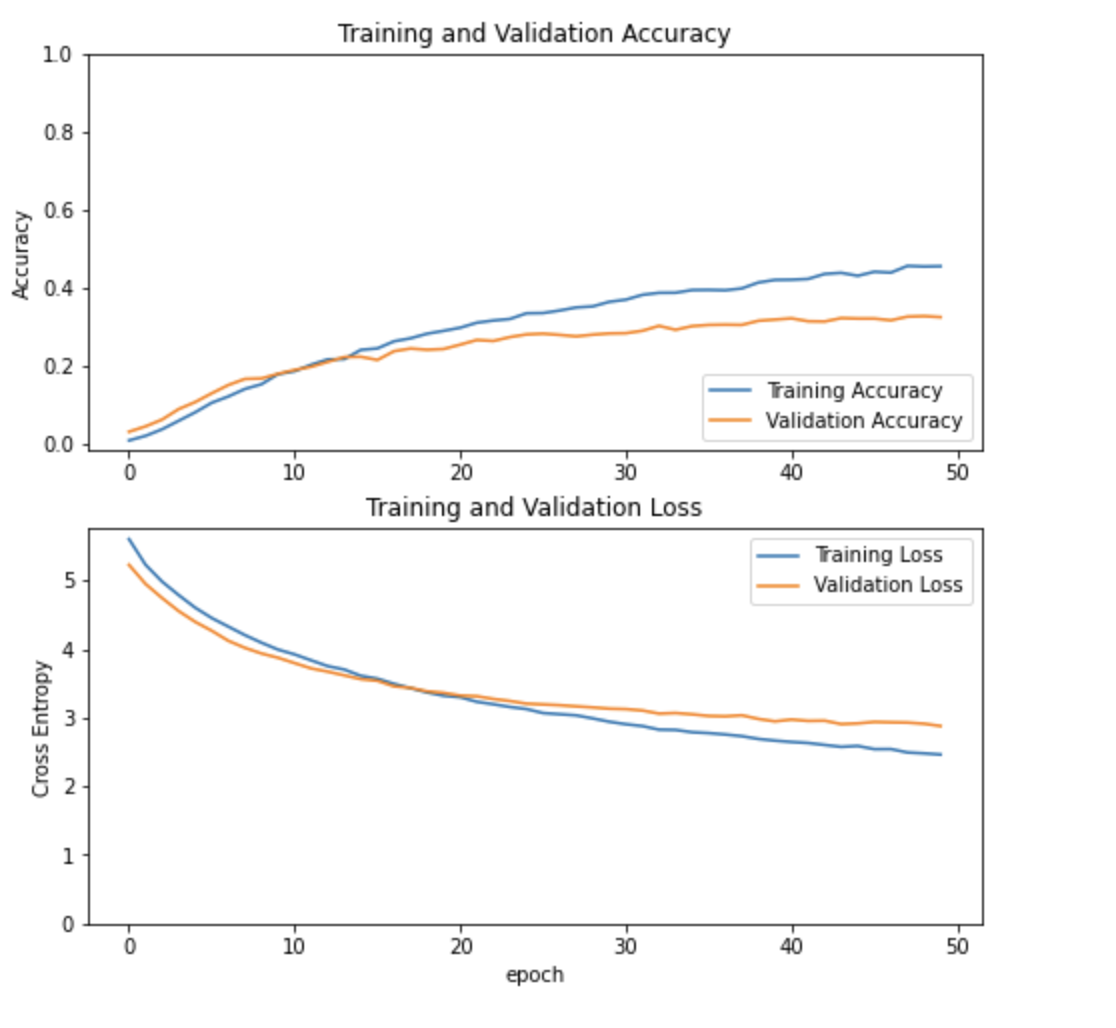 Training and Validation Accuracy
1.0
0.8
0.6
0.4
0.2
0.0
Accuracy
Training Accuracy
Validation Accuracy
0 10 20 30 40 50
Training and Validation Loss
5
4
3
2
1
0
Cross Entropy
Training Loss
Validation Loss
0 10 20 30 40 50
epoch